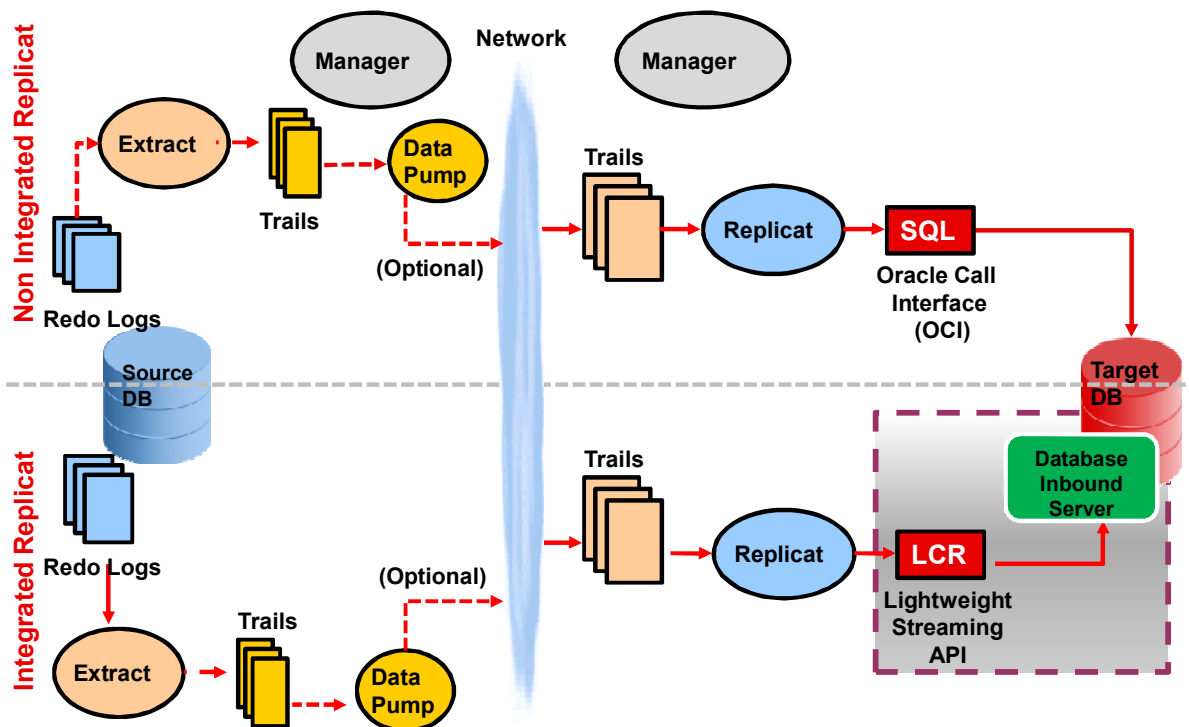 Non Integrated Replicat
Manager
Network
Manager
Extract
Data
Pump
Trails
Trails
Replicat
SQL
(Optional)
Oracle Call
Interface
(OCI)
Redo Logs
Source
DB
Target
DB
Integrated Replicat
Trails
Database
Inbound
Server
Redo Logs
Replicat
LCR
(Optional)
Lightweight
Streaming
API
Trails
Extract
Data
Pump